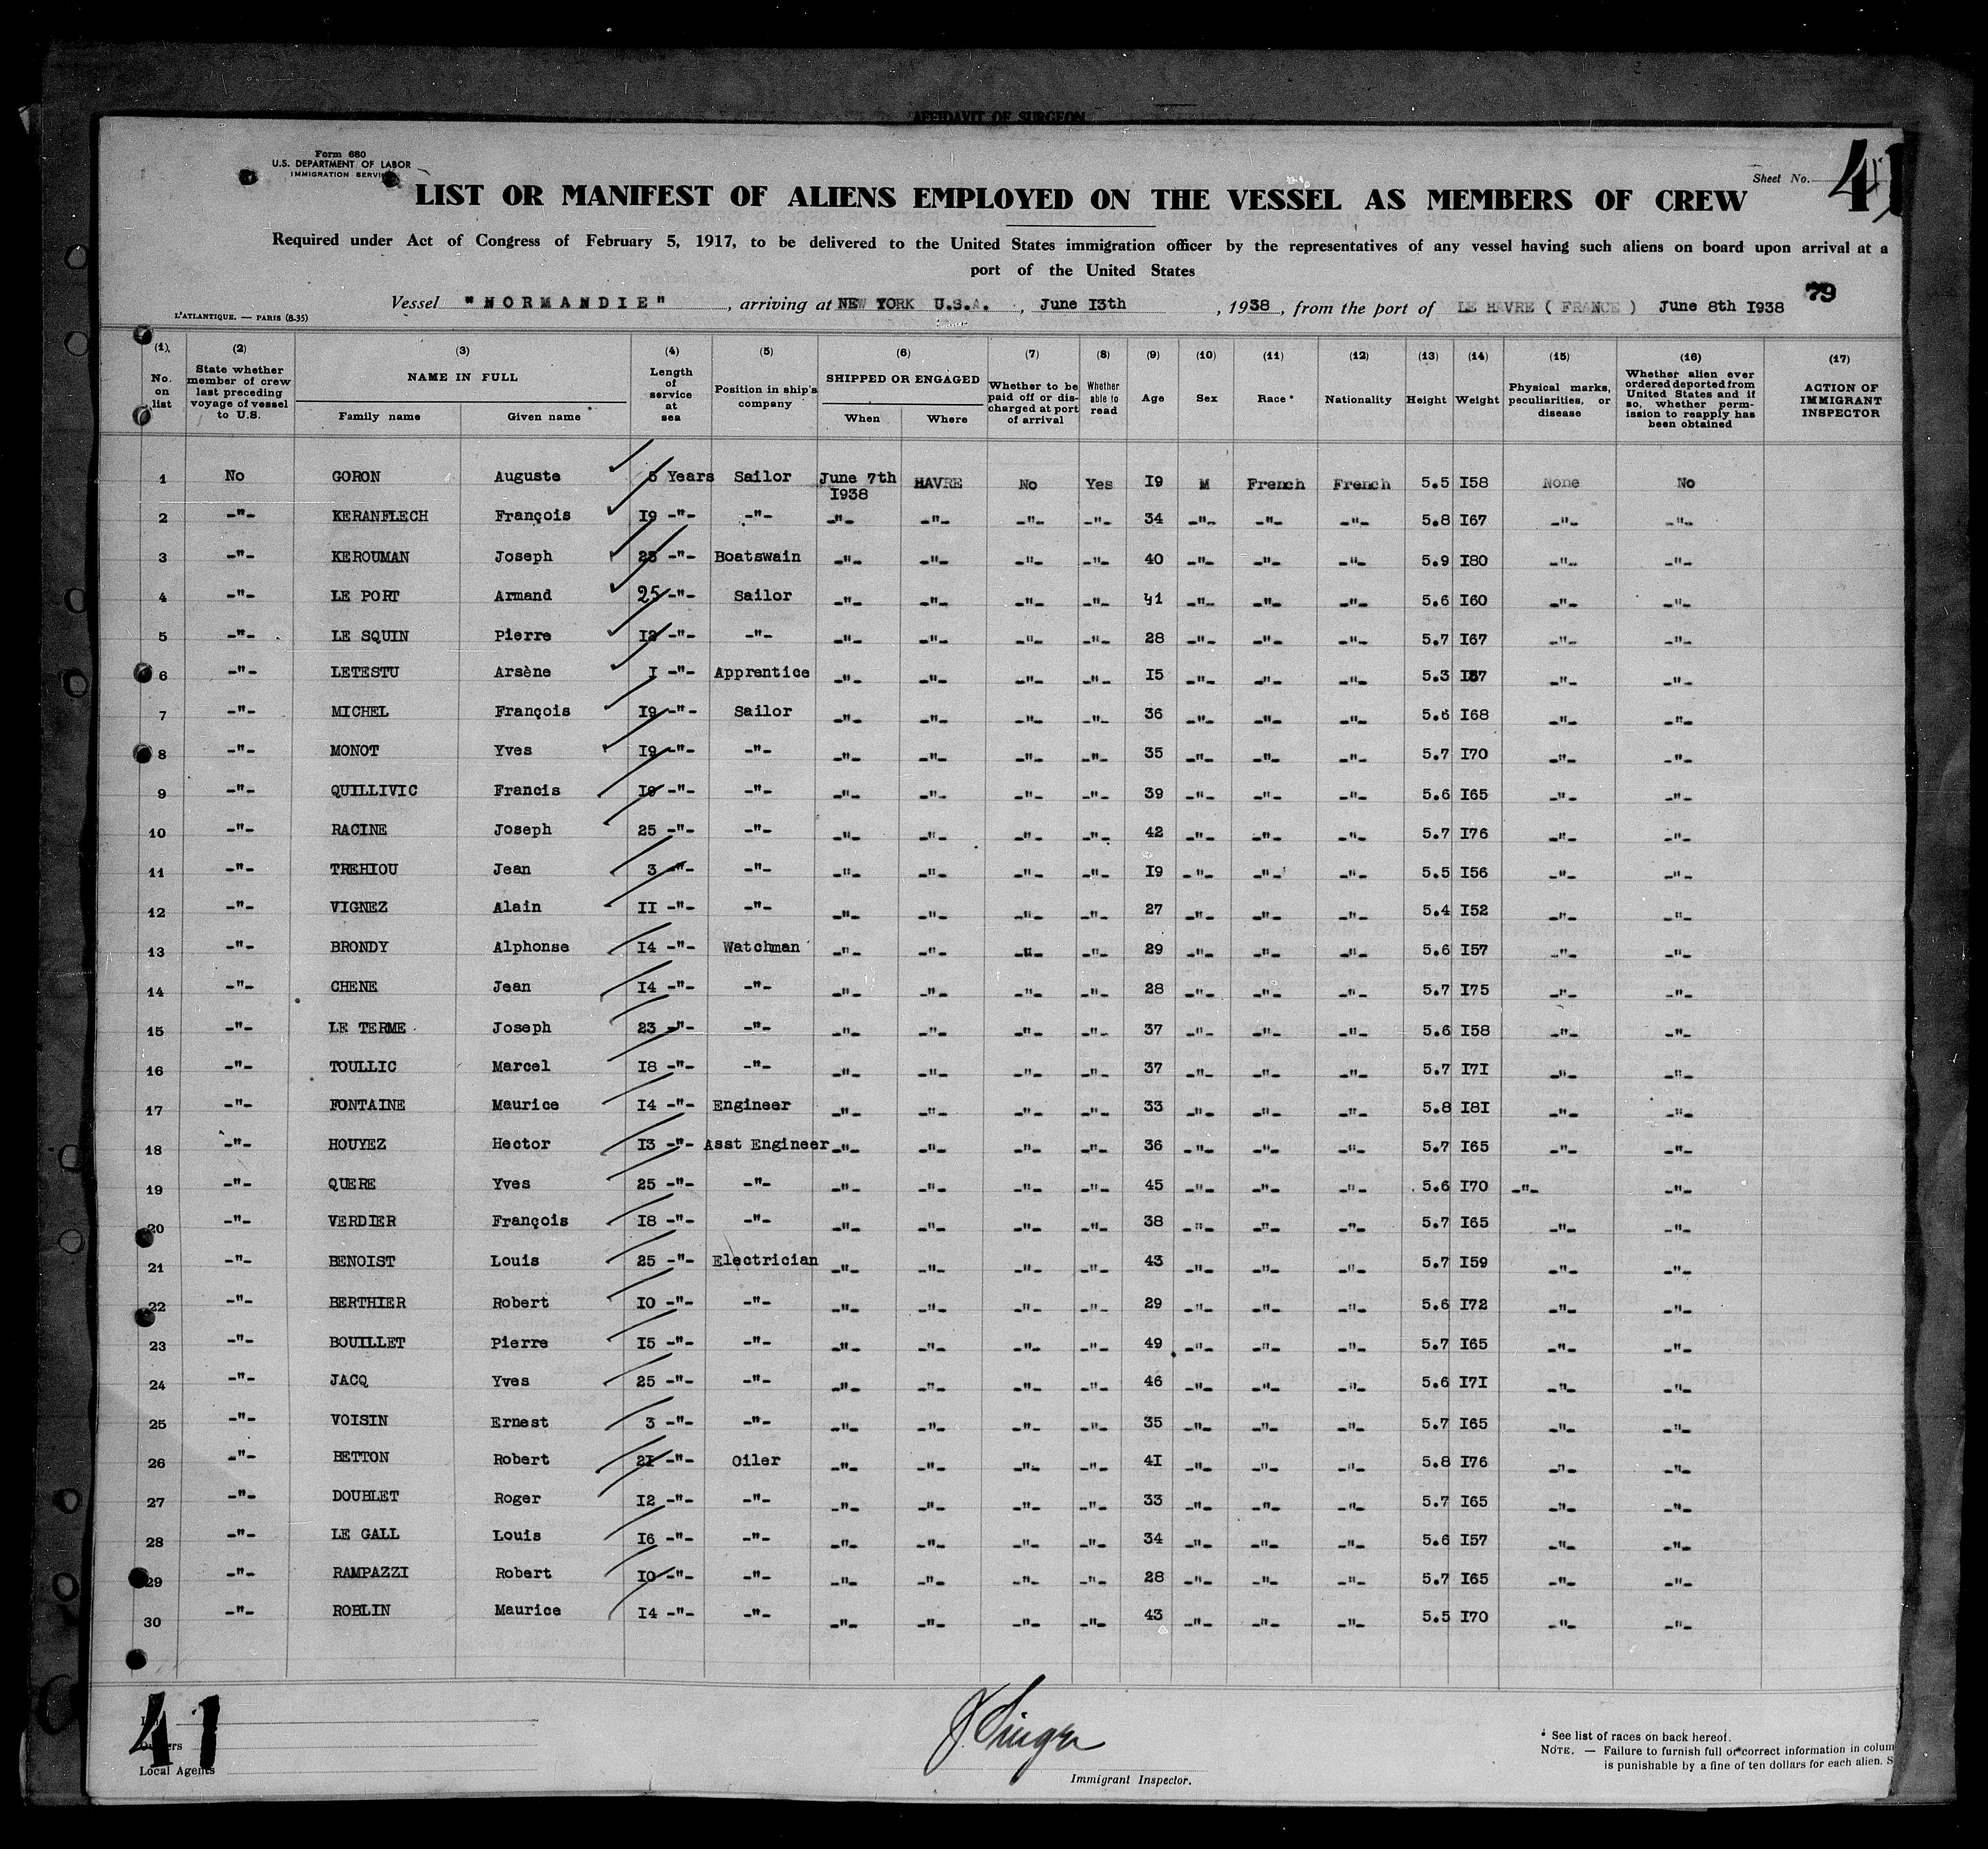 AFFIDAVIT OF SURGEON
Form 680
U.S. DEPARTMENT OF LABOR
IMMIGRATION SERVICE
Sheet No. 41
LIST OR MANIFEST OF ALIENS EMPLOYED ON THE VESSEL AS MEMBERS OF CREW
Required under Act of Congress of February 5, 1917, to be delivered to the United States immigration officer by the representatives of any vessel having such aliens on board upon arrival at a
port of the United States
79
Vessel "NORMANDIE", arriving at NEW YORK U.S.A., June I3th, 1938, from the port of LE HAVRE ( FRANCE ) June 8th I938
L'ATLANTIQUE. — PARIS (8-35)
(1) No. on list (2) State whether member of crew last preceding voyage of vessel to U.S. (3) NAME IN FULL Family name Given name (4) Length of service at sea (5) Position in ship's company (6) SHIPPED OR ENGAGED When Where (7) Whether to be paid off or discharged at port of arrival (8) Whether able to read (9) Age (10) Sex (11) Race * (12) Nationality (13) Height (14) Weight (15) Physical marks, peculiarities, or disease (16) Whether alien ever ordered deported from United States and if so, whether permission to reapply has been obtained (17) ACTION OF IMMIGRANT INSPECTOR
1 No GORON Auguste 5 Years Sailor June 7th I938 HAVRE No Yes I9 M French French 5.5 I58 None No
2 -"- KERANFLECH François I9 -"- -"- -"- -"- -"- -"- 34 -"- -"- -"- 5.8 I67 -"- -"-
3 -"- KEROUMAN Joseph 23 -"- Boatswain -"- -"- -"- -"- 40 -"- -"- -"- 5.9 I80 -"- -"-
4 -"- LE PORT Armand 25 -"- Sailor -"- -"- -"- -"- 41 -"- -"- -"- 5.6 I60 -"- -"-
5 -"- LE SQUIN Pierre I2 -"- -"- -"- -"- -"- -"- 28 -"- -"- -"- 5.7 I67 -"- -"-
6 -"- LETESTU Arsène I -"- Apprentice -"- -"- -"- -"- I5 -"- -"- -"- 5.3 -"- -"-
7 -"- MICHEL François I9 -"- Sailor -"- -"- -"- -"- 36 -"- -"- -"- 5.6 I68 -"- -"-
8 -"- MONOT Yves I9 -"- -"- -"- -"- -"- -"- 35 -"- -"- -"- 5.7 I70 -"- -"-
9 -"- QUILLIVIC Francis -"- -"- -"- -"- -"- -"- 39 -"- -"- -"- 5.6 I65 -"- -"-
10 -"- RACINE Joseph 25 -"- -"- -"- -"- -"- -"- 42 -"- -"- -"- 5.7 I76 -"- -"-
11 -"- TREHIOU Jean 3 -"- -"- -"- -"- -"- -"- I9 -"- -"- -"- 5.5 I56 -"- -"-
12 -"- VIGNEZ Alain II -"- -"- -"- -"- -"- -"- 27 -"- -"- -"- 5.4 I52 -"- -"-
13 -"- BRONDY Alphonse I4 -"- Watchman -"- -"- -"- -"- 29 -"- -"- -"- 5.6 I57 -"- -"-
14 -"- CHENE Jean I4 -"- -"- -"- -"- -"- -"- 28 -"- -"- -"- 5.7 I75 -"- -"-
15 -"- LE TERME Joseph 23 -"- -"- -"- -"- -"- -"- 37 -"- -"- -"- 5.6 I58 -"- -"-
16 -"- TOULLIC Marcel I8 -"- -"- -"- -"- -"- -"- 37 -"- -"- -"- 5.7 I7I -"- -"-
17 -"- FONTAINE Maurice I4 -"- Engineer -"- -"- -"- -"- 33 -"- -"- -"- 5.8 I8I -"- -"-
18 -"- HOUYEZ Hector I3 -"- Asst Engineer -"- -"- -"- -"- 36 -"- -"- -"- 5.7 I65 -"- -"-
19 -"- QUERE Yves 25 -"- -"- -"- -"- -"- -"- 45 -"- -"- -"- 5.6 I70 -"- -"-
20 -"- VERDIER François I8 -"- -"- -"- -"- -"- -"- 38 -"- -"- -"- 5.7 I65 -"- -"-
21 -"- BENOIST Louis 25 -"- Electrician -"- -"- -"- -"- 43 -"- -"- -"- 5.7 I59 -"- -"-
22 -"- BERTHIER Robert IO -"- -"- -"- -"- -"- -"- 29 -"- -"- -"- 5.6 I72 -"- -"-
23 -"- BOUILLET Pierre I5 -"- -"- -"- -"- -"- -"- 49 -"- -"- -"- 5.7 I65 -"- -"-
24 -"- JACQ Yves 25 -"- -"- -"- -"- -"- -"- 46 -"- -"- -"- 5.6 I7I -"- -"-
25 -"- VOISIN Ernest 3 -"- -"- -"- -"- -"- -"- 35 -"- -"- -"- 5.7 I65 -"- -"-
26 -"- BETTON Robert 2I -"- Oiler -"- -"- -"- -"- 4I -"- -"- -"- 5.8 I76 -"- -"-
27 -"- DOUBLET Roger I2 -"- -"- -"- -"- -"- -"- 33 -"- -"- -"- 5.7 I65 -"- -"-
28 -"- LE GALL Louis I6 -"- -"- -"- -"- -"- -"- 34 -"- -"- -"- 5.6 I57 -"- -"-
29 -"- RAMPAZZI Robert IO -"- -"- -"- -"- -"- -"- 28 -"- -"- -"- 5.7 I65 -"- -"-
30 -"- ROBLIN Maurice I4 -"- -"- -"- -"- -"- -"- 43 -"- -"- -"- 5.5 I70 -"- -"-
41
Local Agents
J Singer
Immigrant Inspector.
* See list of races on back hereof.
NOTE. — Failure to furnish full or correct information in colum
is punishable by a fine of ten dollars for each alien. S